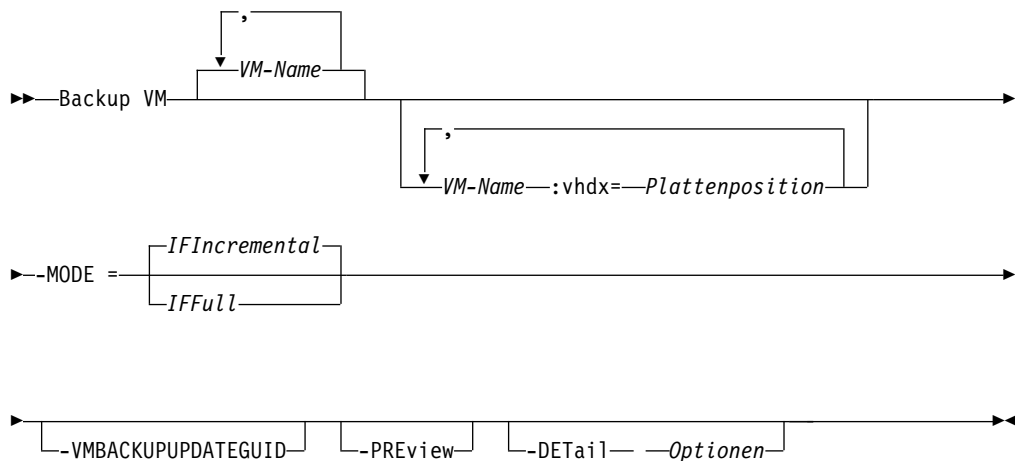 ,
VM-Name
Backup VM
,
VM-Name :vhdx= Plattenposition
IFIncremental
-MODE =
IFFull
-VMBACKUPUPDATEGUID -PREview -DETail Optionen